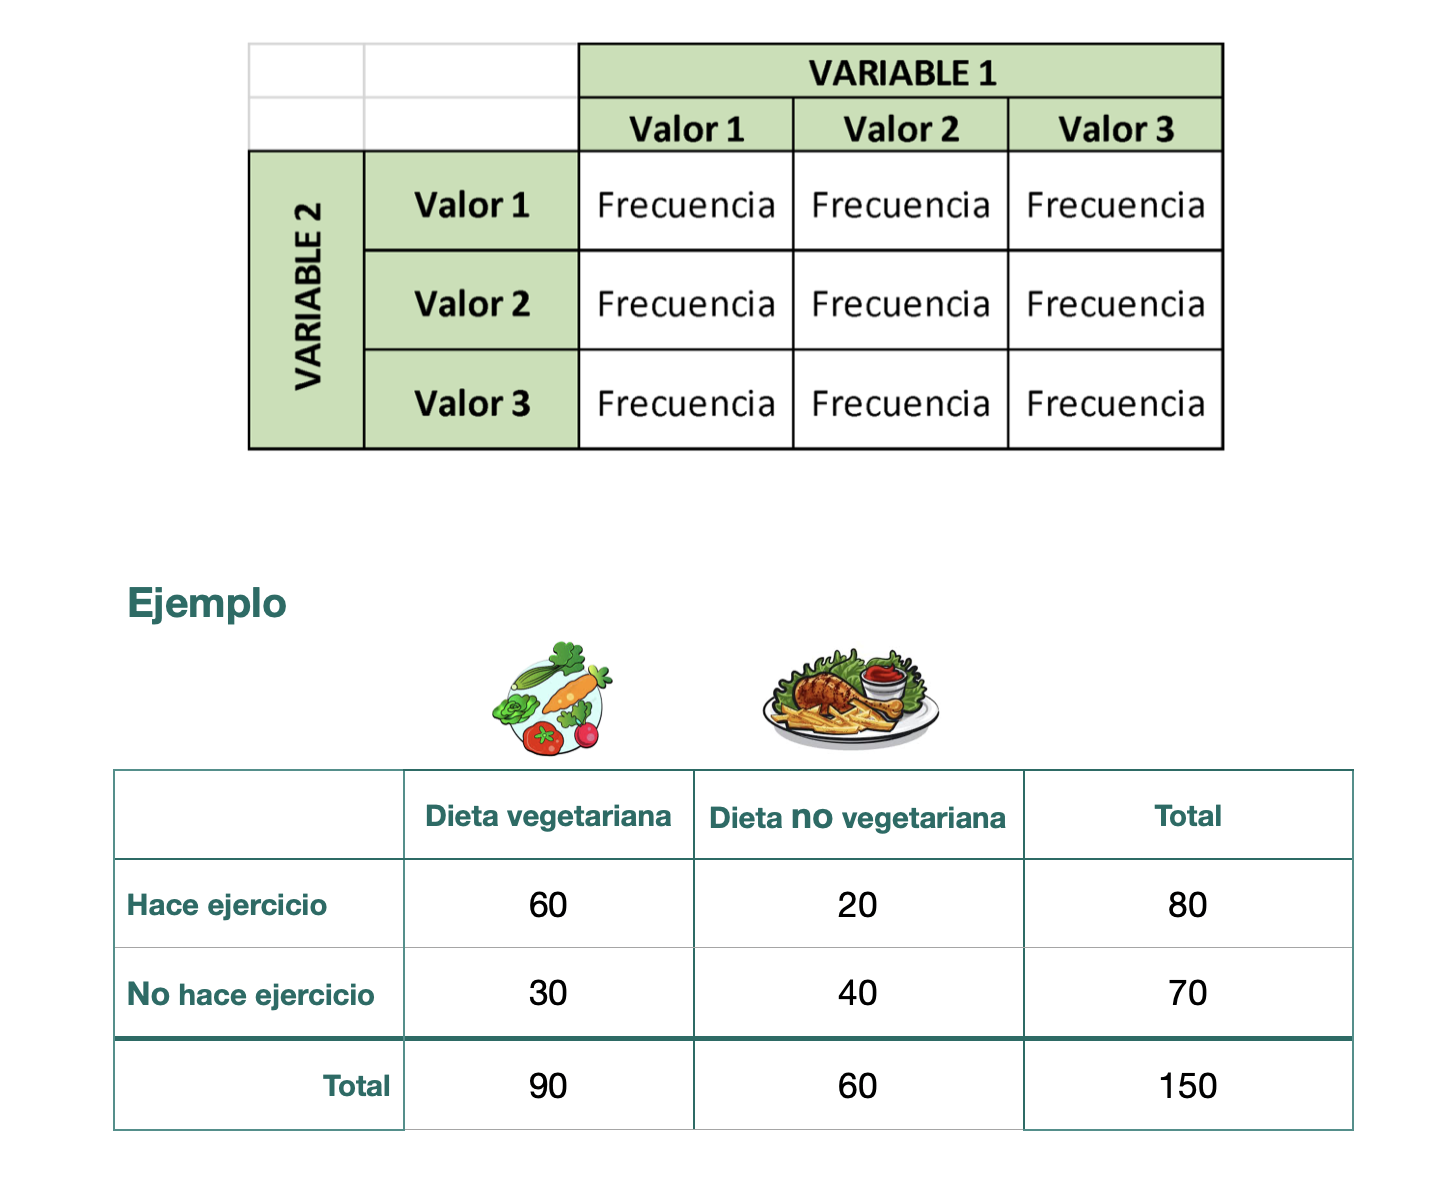 VARIABLE 1
Valor 1 Valor 2 Valor 3
VARIABLE 2
Valor 1 Frecuencia Frecuencia Frecuencia
Valor 2 Frecuencia Frecuencia Frecuencia
Valor 3 Frecuencia Frecuencia Frecuencia
Ejemplo
Dieta vegetariana Dieta no vegetariana Total
Hace ejercicio 60 20 80
No hace ejercicio 30 40 70
Total 90 60 150